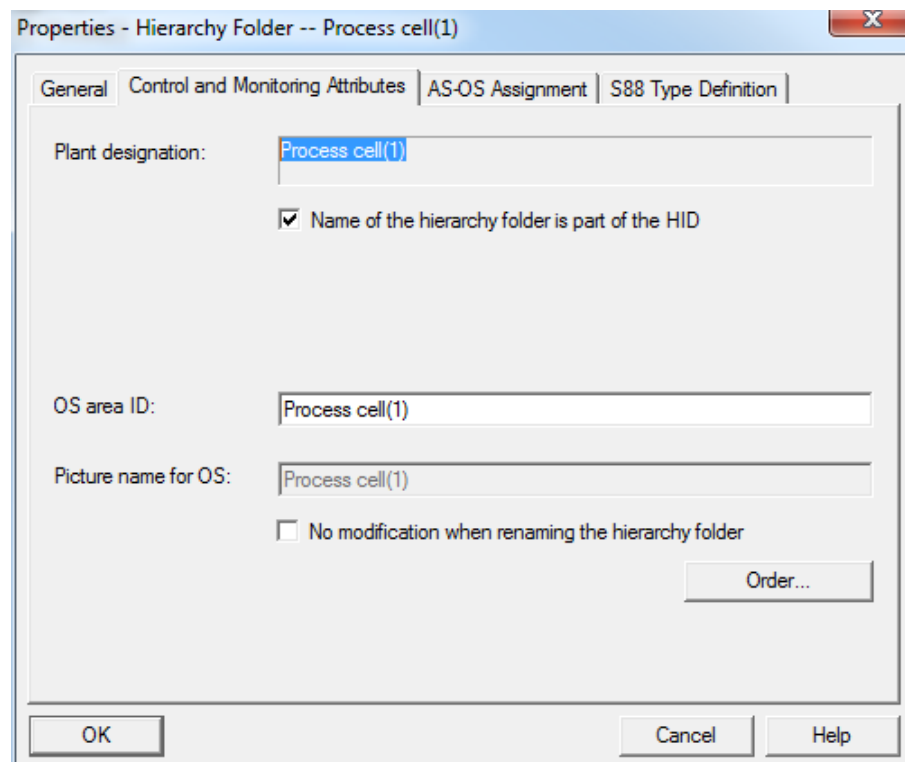 Properties - Hierarchy Folder -- Process cell(1)
General Control and Monitoring Attributes AS-OS Assignment S88 Type Definition
Plant designation: Process cell(1)
Name of the hierarchy folder is part of the HID
OS area ID: Process cell(1)
Picture name for OS: Process cell(1)
No modification when renaming the hierarchy folder
Order...
OK Cancel Help